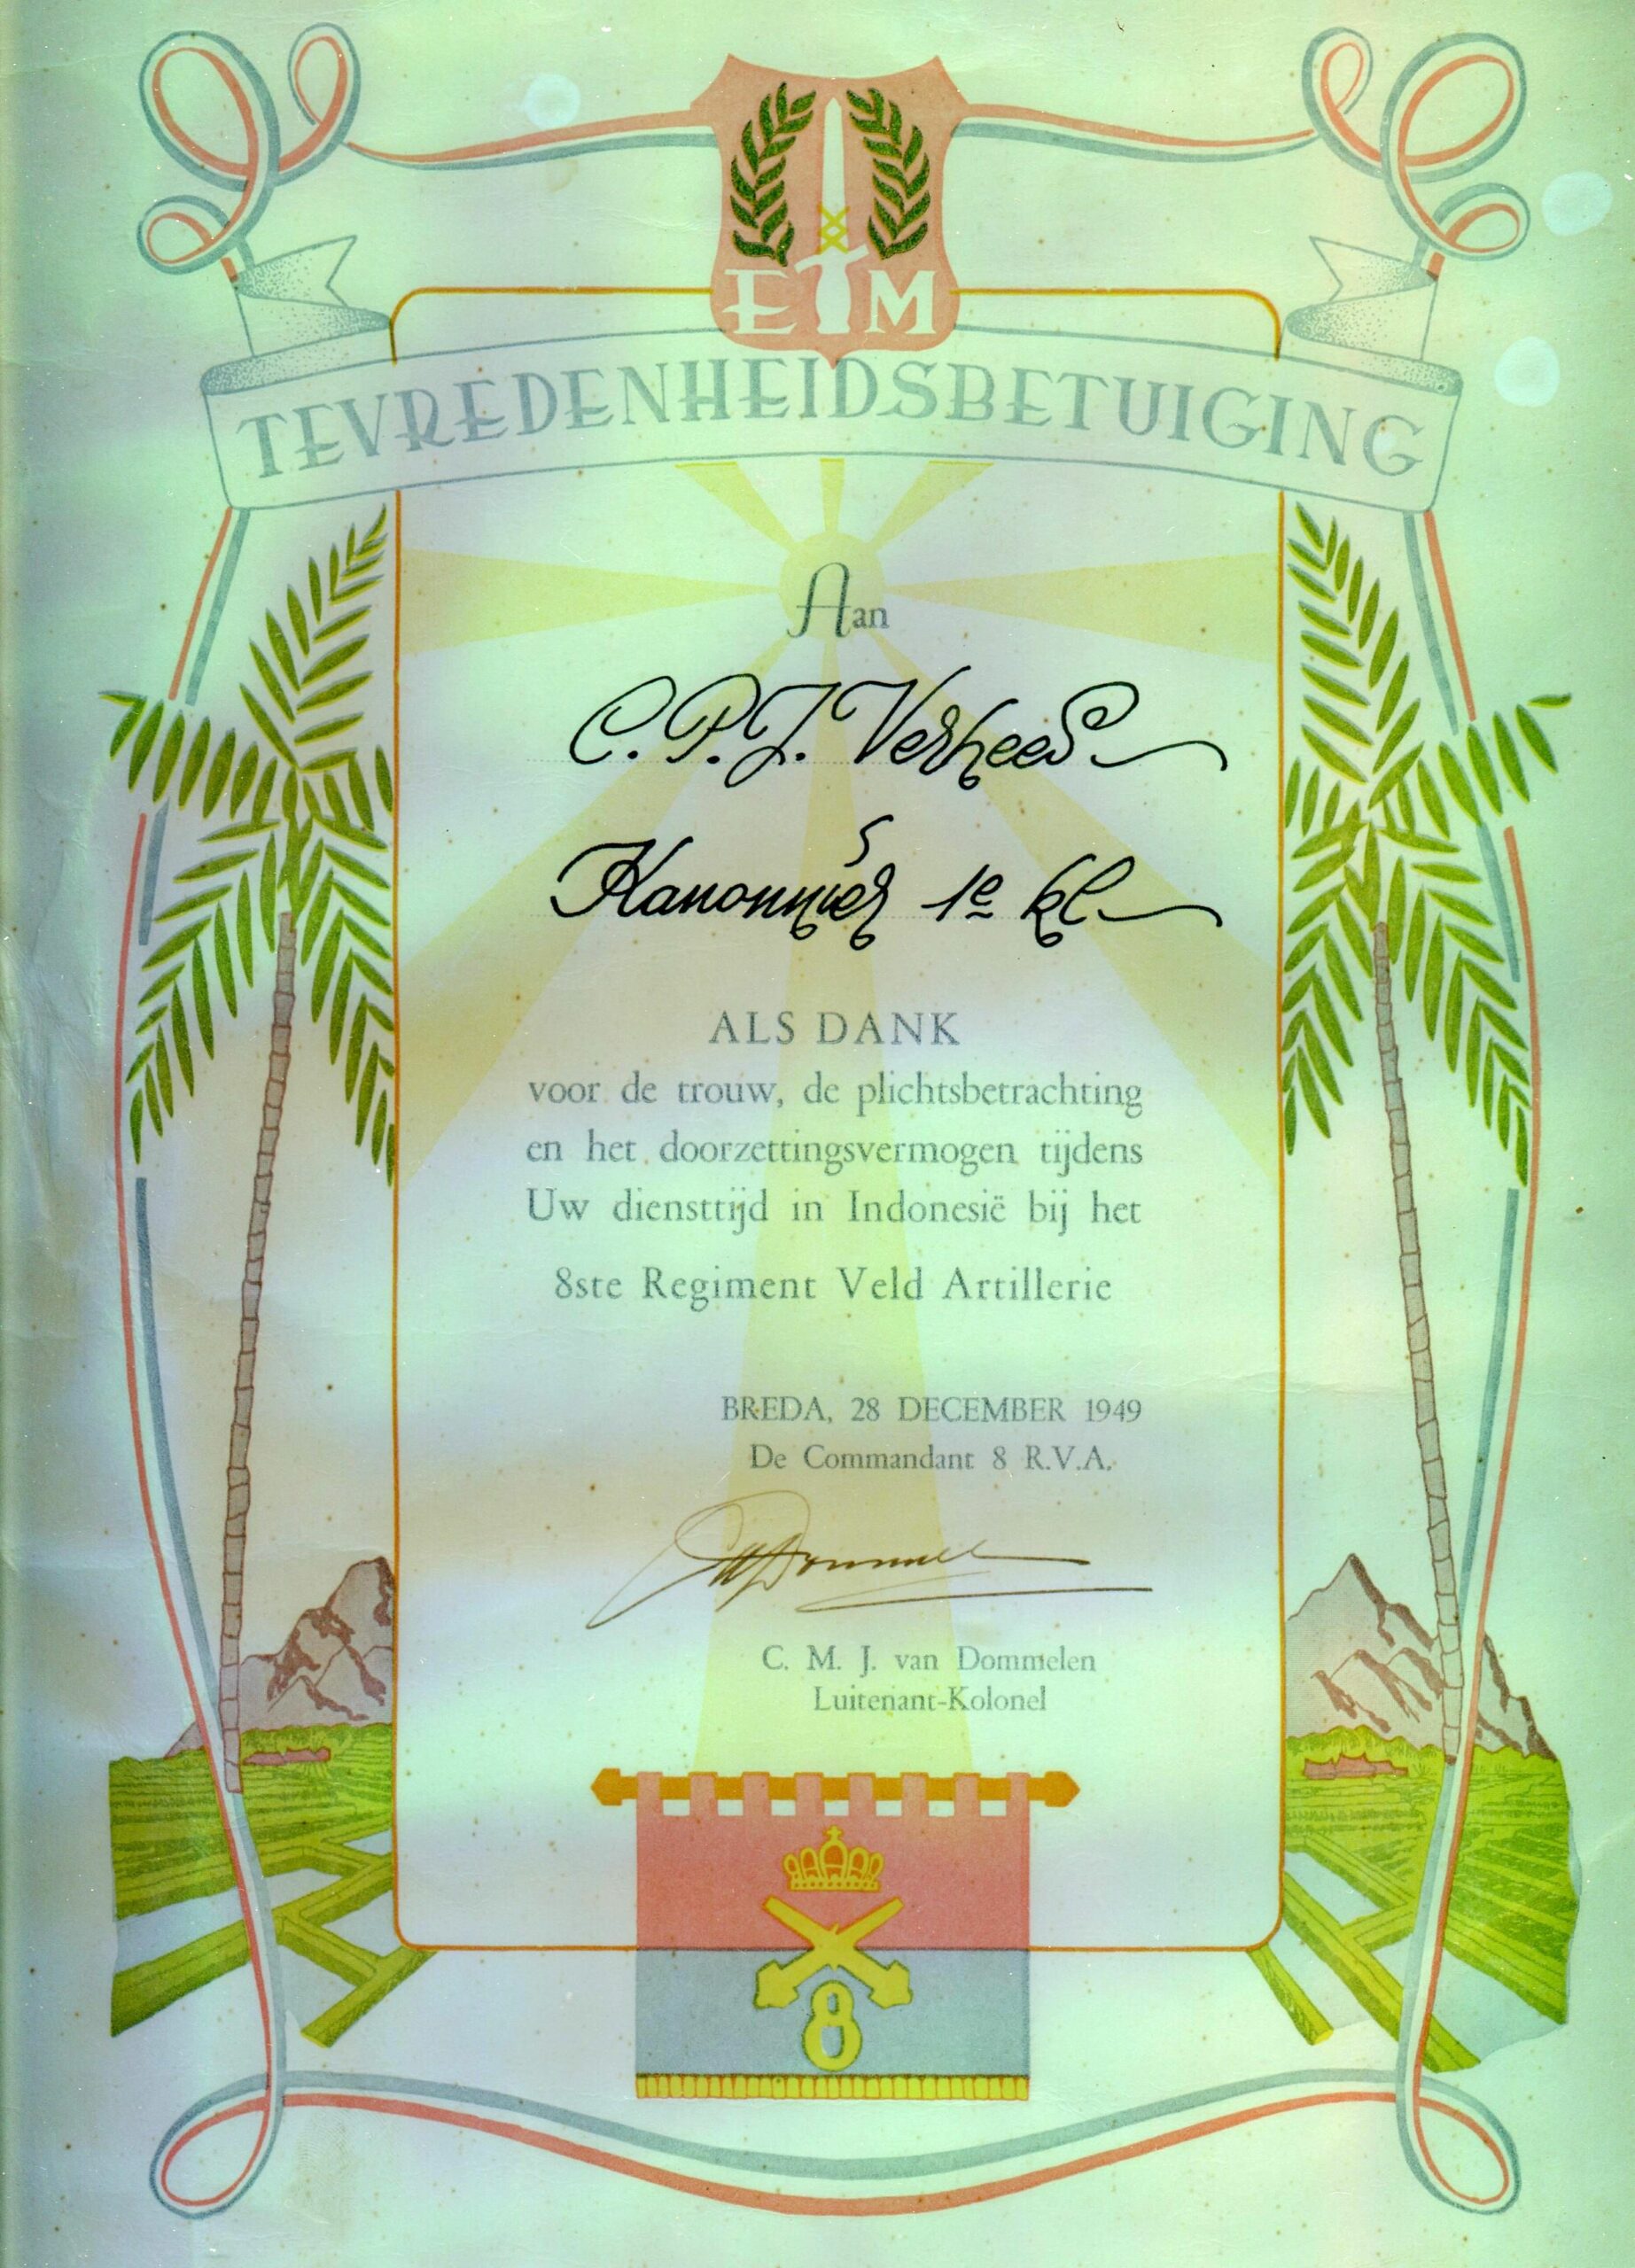 E M
TEVREDENHEIDSBETUIGING
Aan
C. P. J. Verhees
Kanonnier 1e kl
ALS DANK
voor de trouw, de plichtsbetrachting
en het doorzettingsvermogen tijdens
Uw diensttijd in Indonesië bij het
8ste Regiment Veld Artillerie
BREDA, 28 DECEMBER 1949
De Commandant 8 R.V.A.
C. M. J. van Dommelen
Luitenant-Kolonel
8